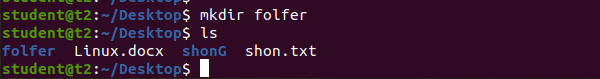 student@t2:~/Desktop$ mkdir folfer
student@t2:~/Desktop$ ls
folfer  Linux.docx  shonG  shon.txt
student@t2:~/Desktop$